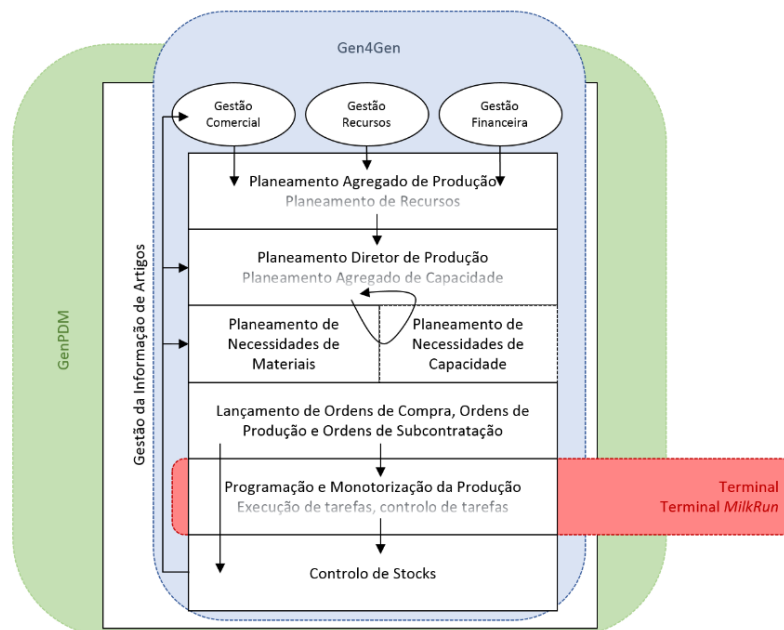 Gen4Gen
Gestão
Comercial
Gestão
Recursos
Gestão
Financeira
Planeamento Agregado de Produção
Planeamento de Recursos
Planeamento Diretor de Produção
Planeamento Agregado de Capacidade
Planeamento de
Necessidades de
Materiais
Planeamento de
Necessidades de
Capacidade
Lançamento de Ordens de Compra, Ordens de
Produção e Ordens de Subcontratação
Programação e Monotorização da Produção
Execução de tarefas, controlo de tarefas
Controlo de Stocks
GenPDM
Gestão da Informação de Artigos
Terminal
Terminal MilkRun